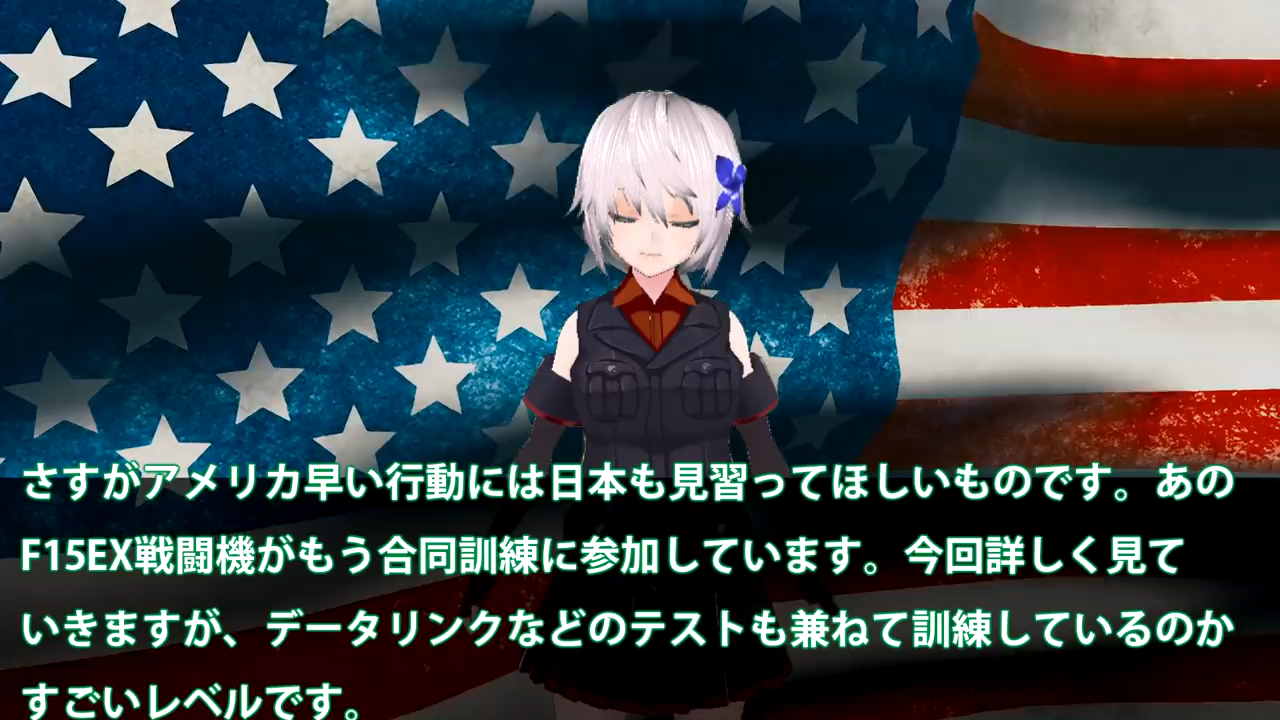 さすがアメリカ早い行動には日本も見習ってほしいものです。あの
F15EX戦闘機がもう合同訓練に参加しています。今回詳しく見て
いきますが、データリンクなどのテストも兼ねて訓練しているのか
すごいレベルです。